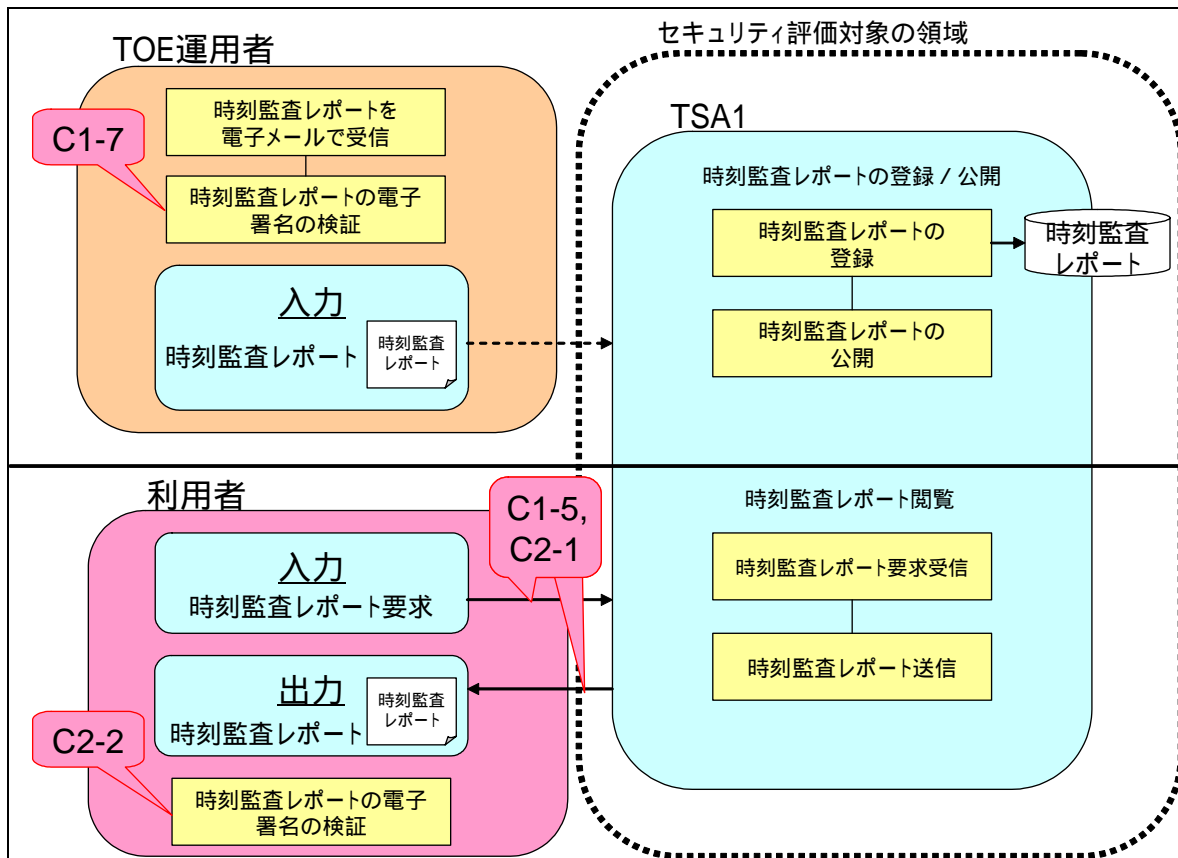 セキュリティ評価対象の領域
TOE運用者
時刻監査レポートを
電子メールで受信
C1-7
時刻監査レポートの電子
署名の検証
入力
時刻監査レポート
時刻監査
レポート
TSA1
時刻監査レポートの登録 / 公開
時刻監査レポートの
登録
時刻監査
レポート
時刻監査レポートの
公開
利用者
C1-5,
C2-1
入力
時刻監査レポート要求
出力
時刻監査レポート
時刻監査
レポート
C2-2
時刻監査レポートの電子
署名の検証
時刻監査レポート閲覧
時刻監査レポート要求受信
時刻監査レポート送信